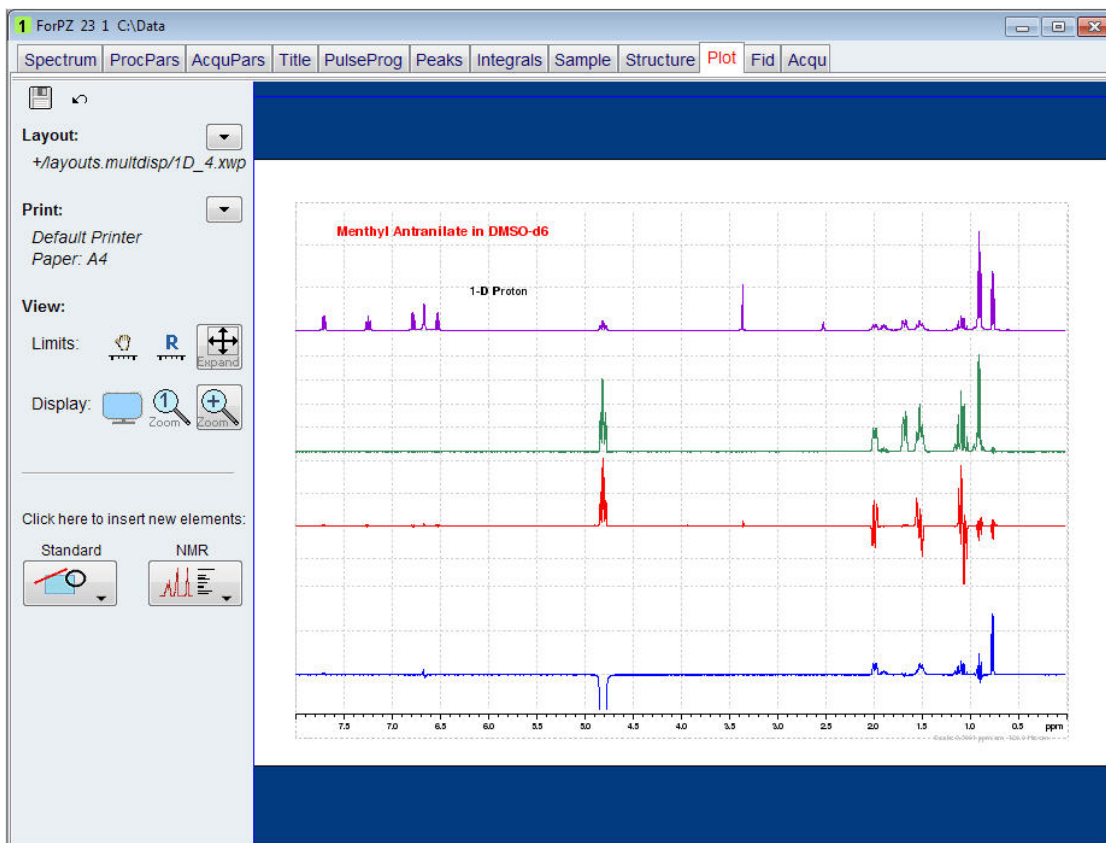 1 ForPZ 23 1 C:\Data
Spectrum ProcPars AcquPars Title PulseProg Peaks Integrals Sample Structure Plot Fid Acqu
Layout:
+/layouts.multdisp/1D_4.xwp
Print:
Default Printer
Paper: A4
View:
Limits: R Expand
Display: 1 Zoom Zoom
Click here to insert new elements:
Standard NMR
Menthyl Antranilate in DMSO-d6
1-D Proton
7.5 7.0 6.5 6.0 5.5 5.0 4.5 4.0 3.5 3.0 2.5 2.0 1.5 1.0 0.5 ppm